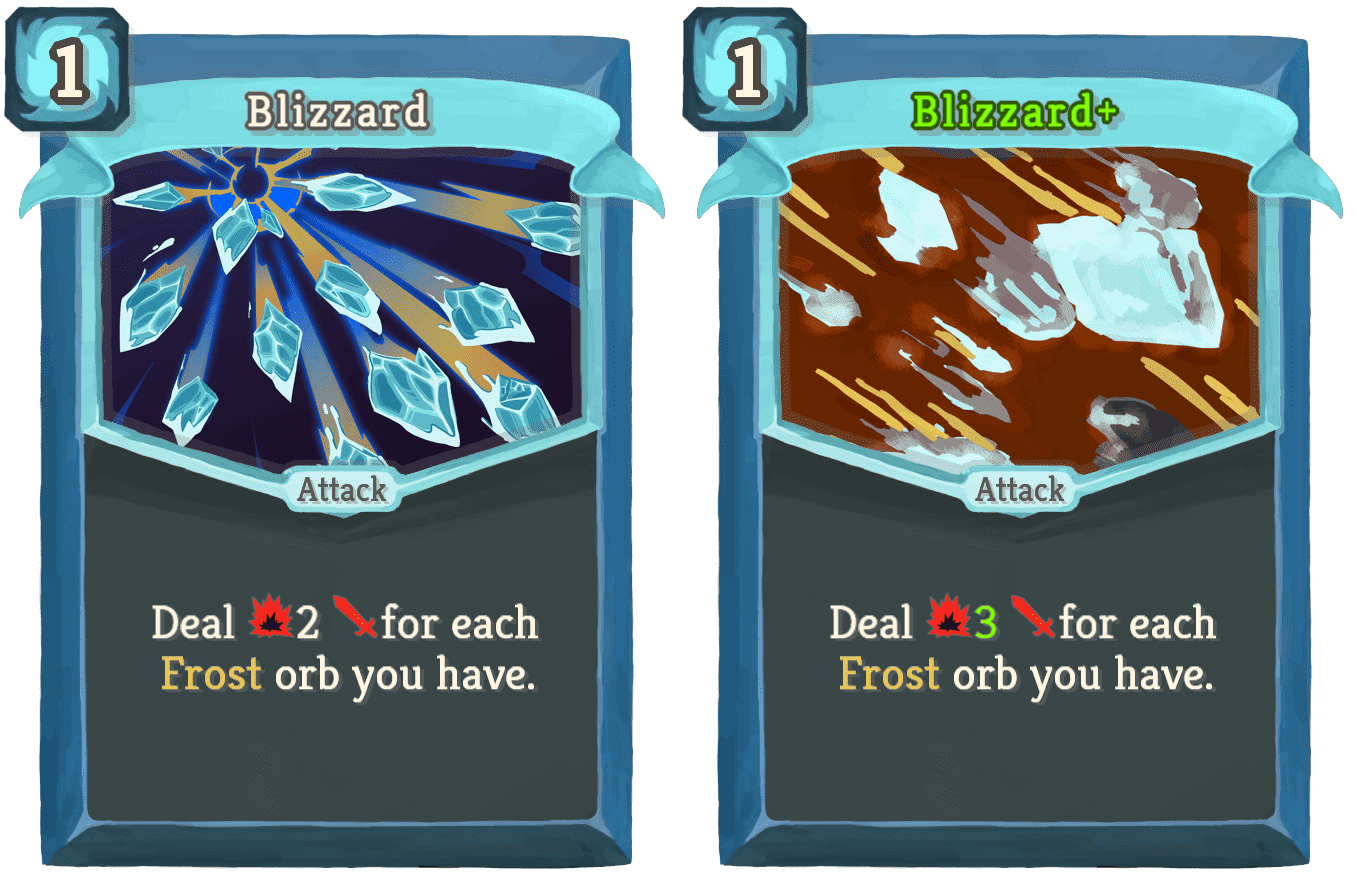 1
Blizzard
Attack
Deal 2 for each
Frost orb you have.
1
Blizzard+
Attack
Deal 3 for each
Frost orb you have.